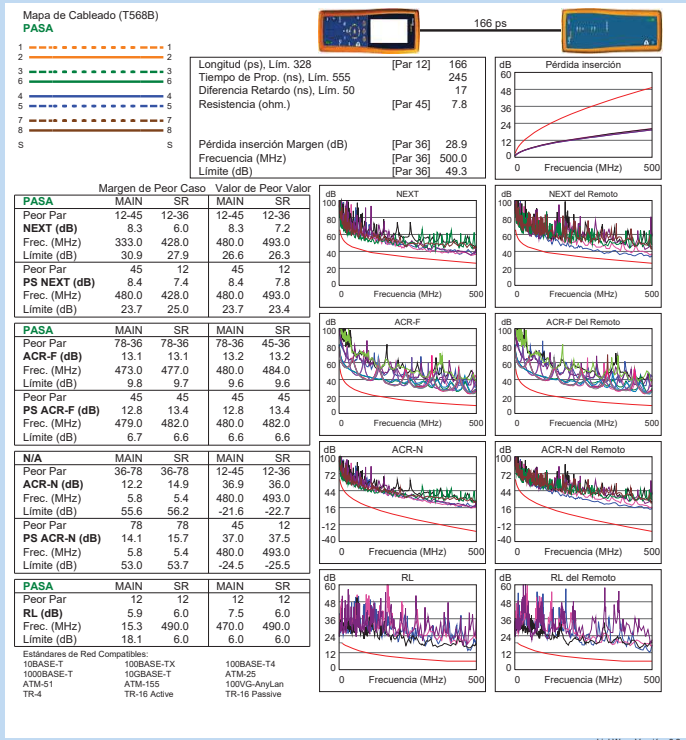 Mapa de Cableado (T568B)
PASA
1 1
2 2
3 3
6 6
4 4
5 5
7 7
8 8
S S
166 ps
Longitud (ps), Lím. 328 [Par 12] 166
Tiempo de Prop. (ns), Lím. 555 245
Diferencia Retardo (ns), Lím. 50 17
Resistencia (ohm.) [Par 45] 7.8
Pérdida inserción Margen (dB) [Par 36] 28.9
Frecuencia (MHz) [Par 36] 500.0
Límite (dB) [Par 36] 49.3
dB Pérdida inserción
60
48
36
24
12
0
0 Frecuencia (MHz) 500
Margen de Peor Caso Valor de Peor Valor
PASA MAIN SR MAIN SR
Peor Par 12-45 12-36 12-45 12-36
NEXT (dB) 8.3 6.0 8.3 7.2
Frec. (MHz) 333.0 428.0 480.0 493.0
Límite (dB) 30.9 27.9 26.6 26.3
Peor Par 45 12 45 12
PS NEXT (dB) 8.4 7.4 8.4 7.8
Frec. (MHz) 480.0 428.0 480.0 493.0
Límite (dB) 23.7 25.0 23.7 23.4
PASA MAIN SR MAIN SR
Peor Par 78-36 78-36 78-36 45-36
ACR-F (dB) 13.1 13.1 13.2 13.2
Frec. (MHz) 473.0 477.0 480.0 484.0
Límite (dB) 9.8 9.7 9.6 9.6
Peor Par 45 45 45 45
PS ACR-F (dB) 12.8 13.4 12.8 13.4
Frec. (MHz) 479.0 482.0 480.0 482.0
Límite (dB) 6.7 6.6 6.6 6.6
N/A MAIN SR MAIN SR
Peor Par 36-78 36-78 12-45 12-36
ACR-N (dB) 12.2 14.9 36.9 36.0
Frec. (MHz) 5.8 5.4 480.0 493.0
Límite (dB) 55.6 56.2 -21.6 -22.7
Peor Par 78 78 45 12
PS ACR-N (dB) 14.1 15.7 37.0 37.5
Frec. (MHz) 5.8 5.4 480.0 493.0
Límite (dB) 53.0 53.7 -24.5 -25.5
PASA MAIN SR MAIN SR
Peor Par 12 12 12 12
RL (dB) 5.9 6.0 7.5 6.0
Frec. (MHz) 15.3 490.0 470.0 490.0
Límite (dB) 18.1 6.0 6.0 6.0
Estándares de Red Compatibles:
10BASE-T 100BASE-TX 100BASE-T4
1000BASE-T 10GBASE-T ATM-25
ATM-51 ATM-155 100VG-AnyLan
TR-4 TR-16 Active TR-16 Passive
dB NEXT
100
80
60
40
20
0
0 Frecuencia (MHz) 500
dB NEXT del Remoto
100
80
60
40
20
0
0 Frecuencia (MHz) 500
dB ACR-F
100
80
60
40
20
0
0 Frecuencia (MHz) 500
dB ACR-F Del Remoto
100
80
60
40
20
0
0 Frecuencia (MHz) 500
dB ACR-N
100
72
44
16
-12
-40
0 Frecuencia (MHz) 500
dB ACR-N del Remoto
100
72
44
16
-12
-40
0 Frecuencia (MHz) 500
dB RL
60
48
36
24
12
0
0 Frecuencia (MHz) 500
dB RL del Remoto
60
48
36
24
12
0
0 Frecuencia (MHz) 500